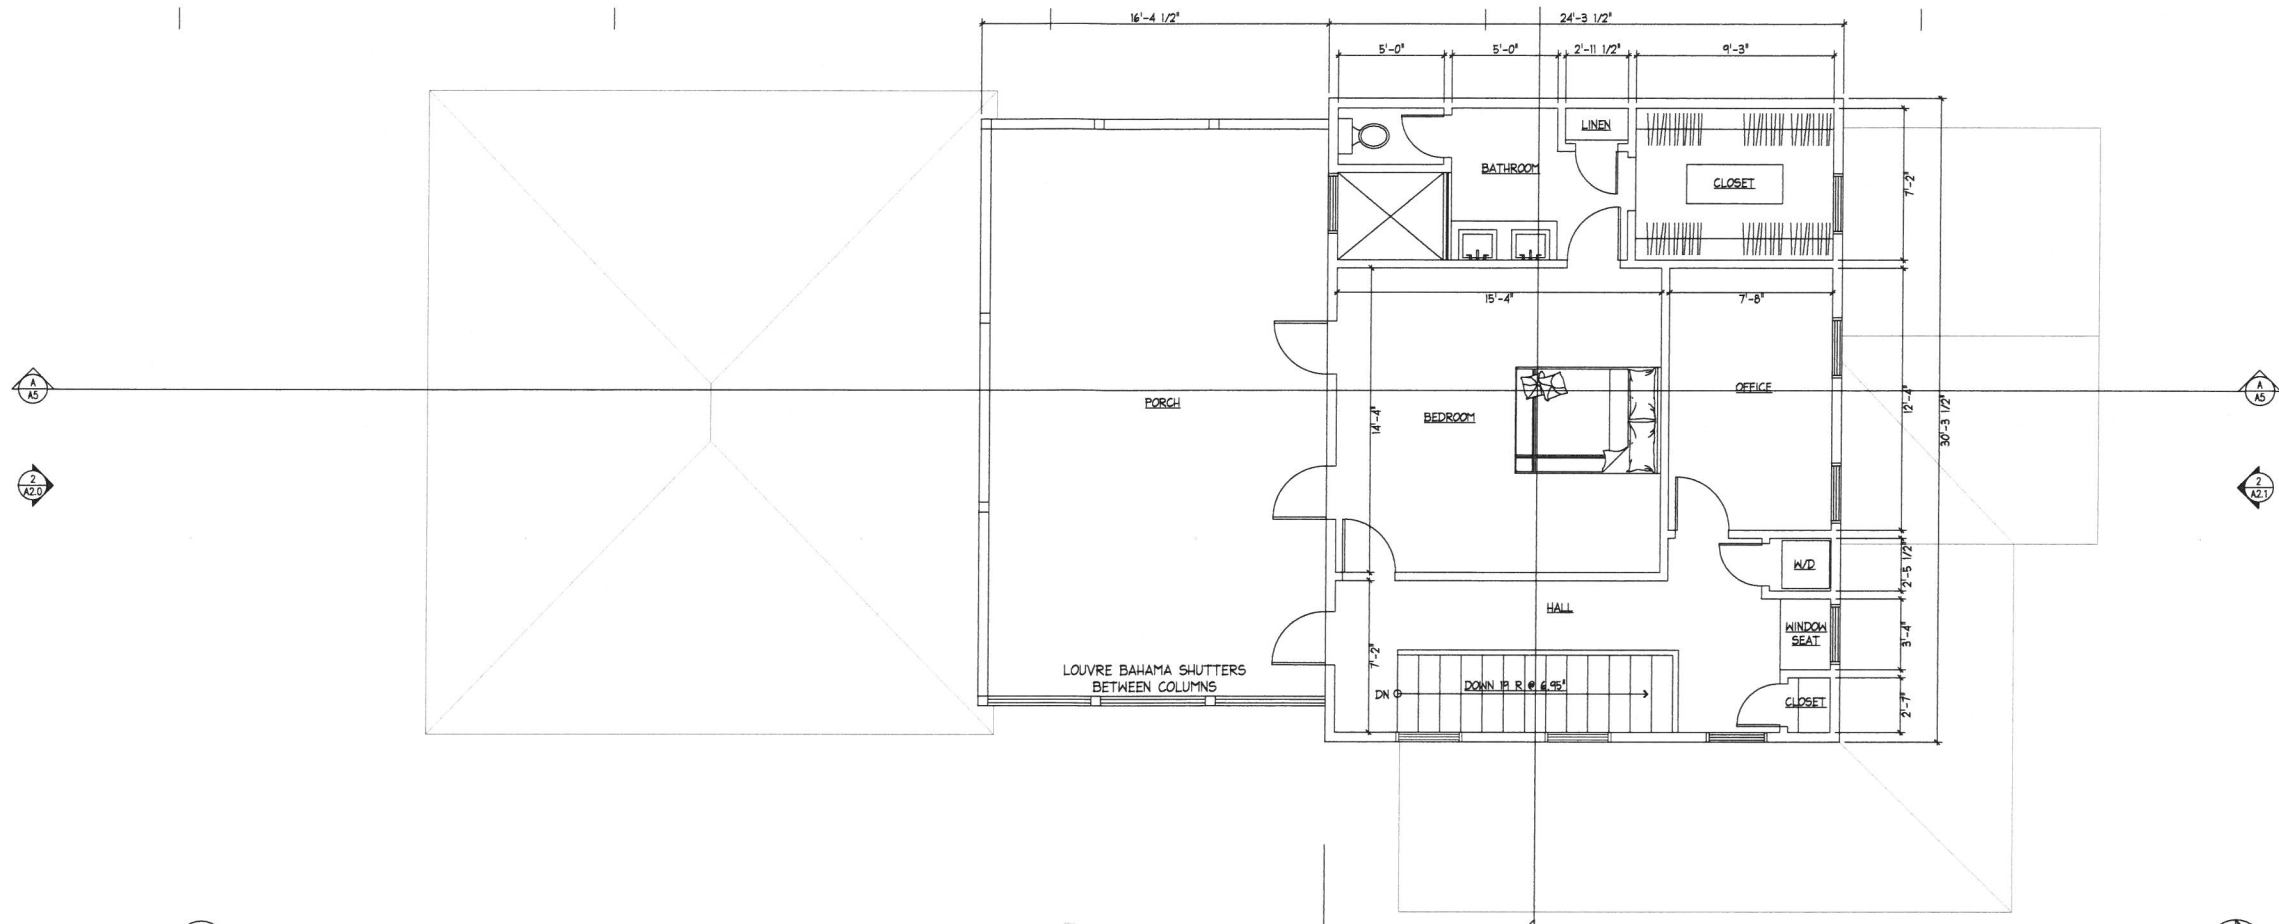 16'-4 1/2"
24'-3 1/2"
5'-0"
5'-0"
2'-11 1/2"
9'-3"
LINEN
BATHROOM
CLOSET
7'-2"
15'-4"
7'-8"
A
A5
PORCH
BEDROOM
14'-4"
OFFICE
12'-4"
30'-3 1/2"
A
A5
2
A2.0
2
A2.1
W/D
2'-5 1/2"
HALL
WINDOW
SEAT
3'-4"
7'-2"
LOUVRE BAHAMA SHUTTERS
BETWEEN COLUMNS
DN
DOWN 19 R @ 6.95"
CLOSET
2'-7"